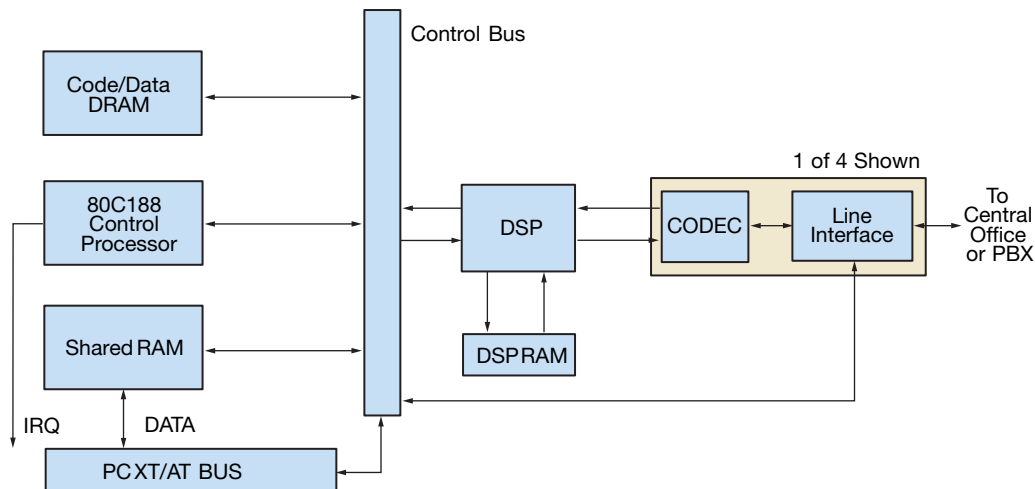 Control Bus
Code/Data
DRAM
1 of 4 Shown
80C188
Control
Processor
DSP
CODEC
Line
Interface
To
Central
Office
or PBX
Shared RAM
DSP RAM
IRQ
DATA
PC XT/AT BUS